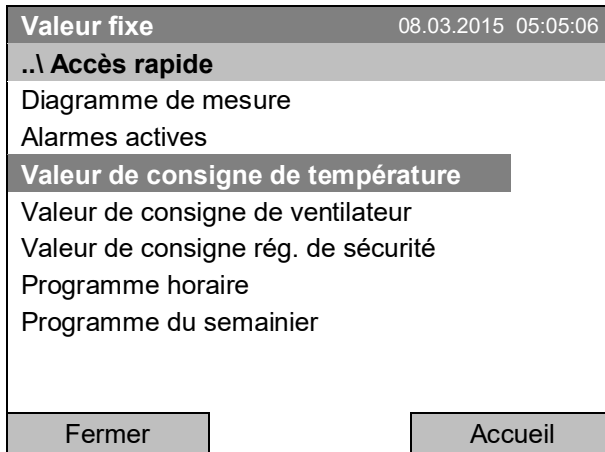 Valeur fixe 08.03.2015 05:05:06
..\ Accès rapide
Diagramme de mesure
Alarmes actives
Valeur de consigne de température
Valeur de consigne de ventilateur
Valeur de consigne rég. de sécurité
Programme horaire
Programme du semainier
Fermer Accueil